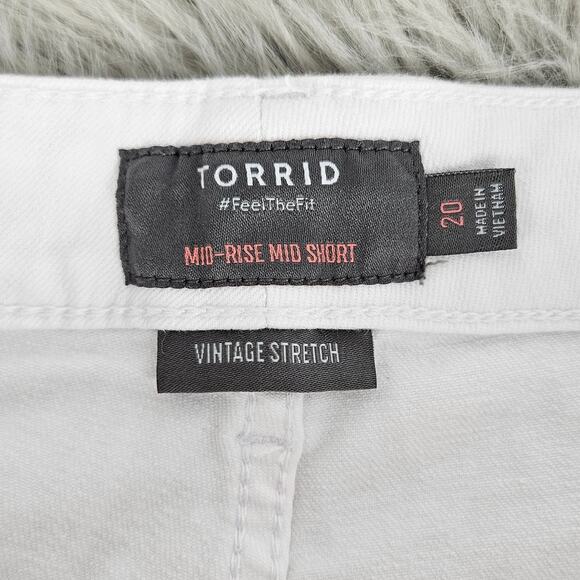 TORRID
#FeelTheFit
MID-RISE MID SHORT
20
MADE IN
VIETNAM
VINTAGE STRETCH